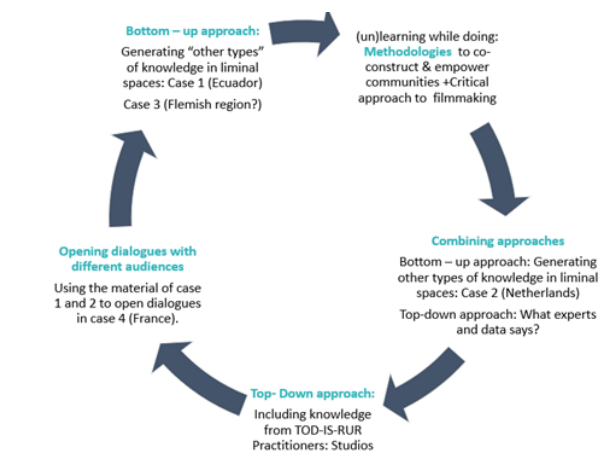 Bottom – up approach:
Generating “other types”
of knowledge in liminal
spaces: Case 1 (Ecuador)
Case 3 (Flemish region?)
(un)learning while doing:
Methodologies to co-
construct & empower
communities +Critical
approach to filmmaking
Combining approaches
Bottom – up approach: Generating
other types of knowledge in liminal
spaces: Case 2 (Netherlands)
Top-down approach: What experts
and data says?
Top- Down approach:
Including knowledge
from TOD-IS-RUR
Practitioners: Studios
Opening dialogues with
different audiences
Using the material of case
1 and 2 to open dialogues
in case 4 (France).